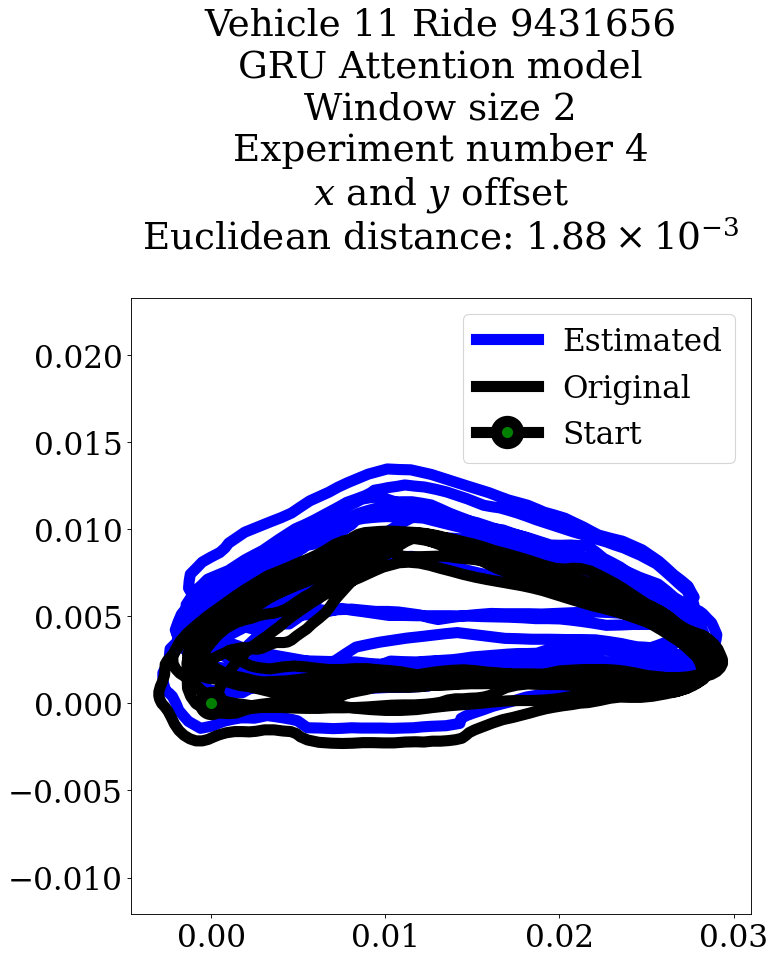 Vehicle 11 Ride 9431656
GRU Attention model
Window size 2
Experiment number 4
x and y offset
Euclidean distance: 1.88 × 10⁻³
Estimated
Original
Start
0.020
0.015
0.010
0.005
0.000
−0.005
−0.010
0.00 0.01 0.02 0.03